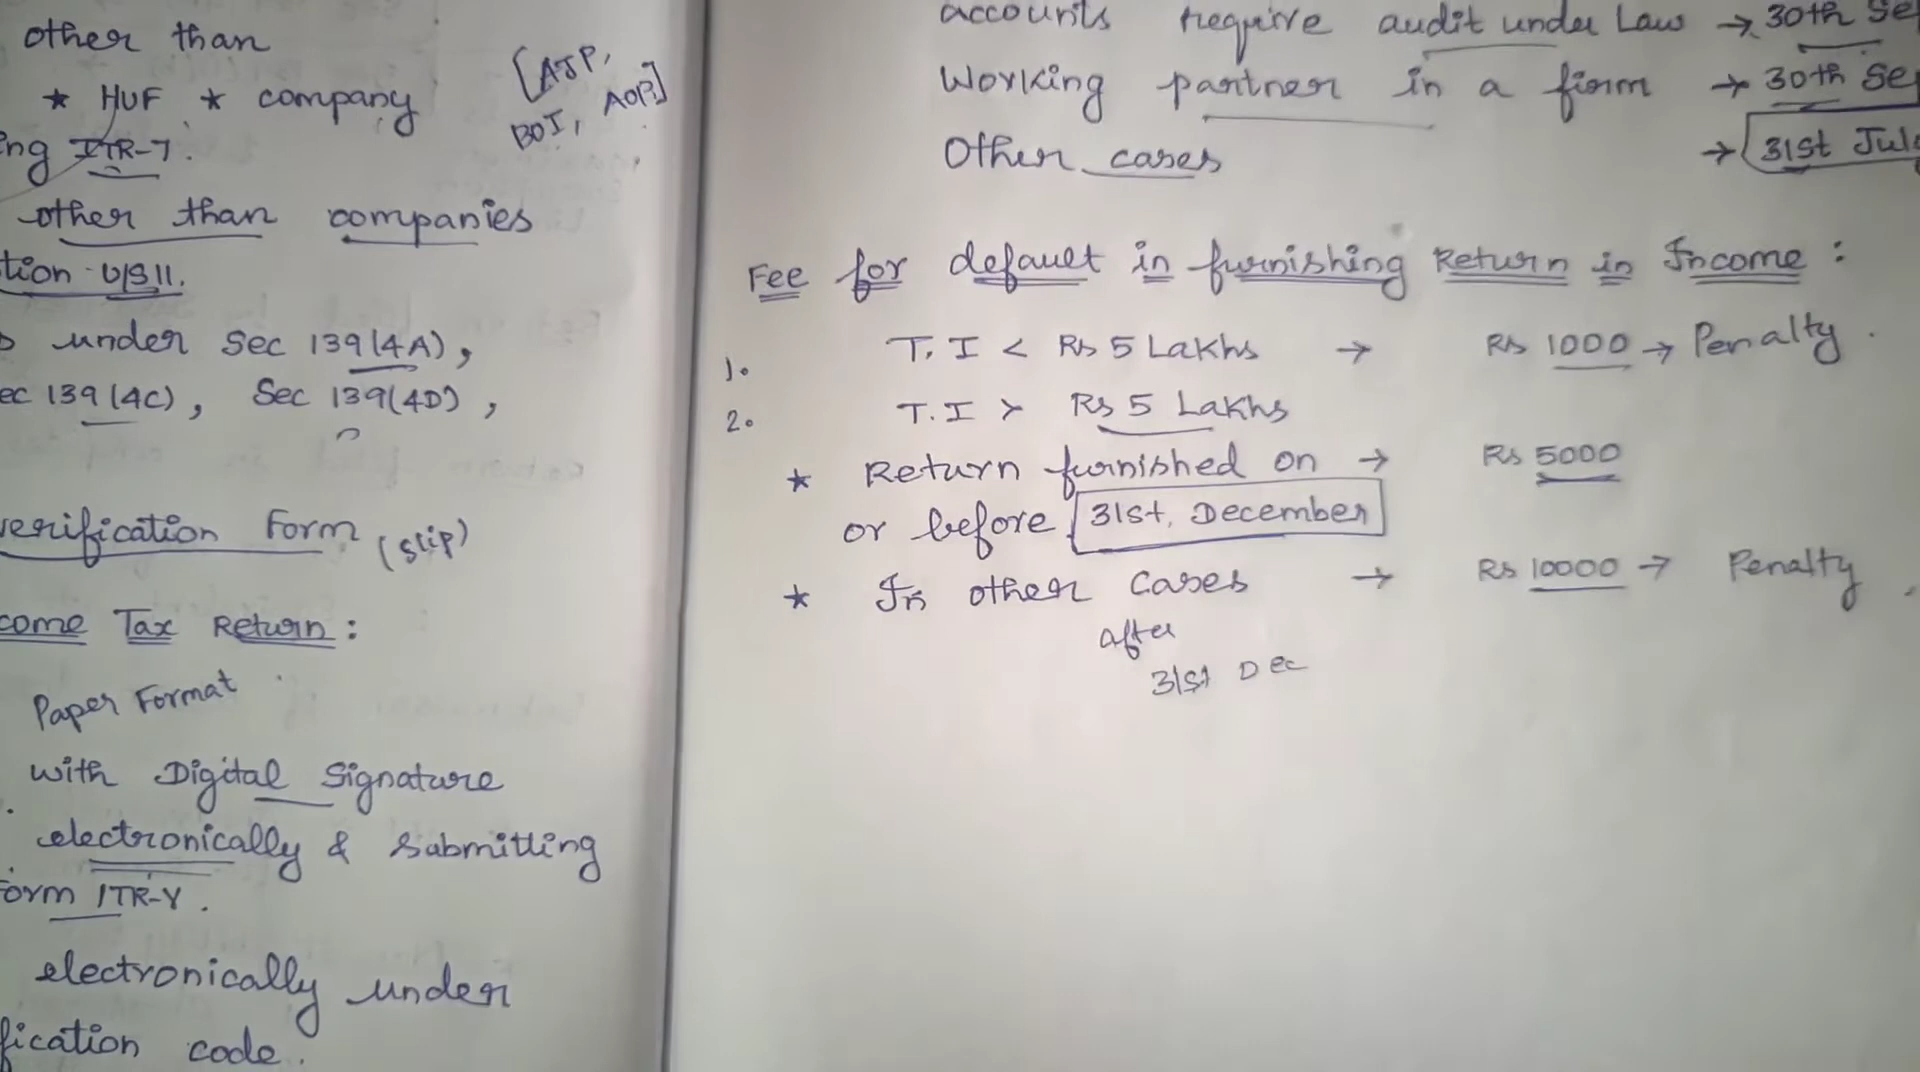 other than
* HUF * company [AJP,
BOI, AOP]
ng ITR-7.
other than companies
tion U/S 11.
under Sec 139(4A),
ec 139(4C), Sec 139(4D),
verification Form (slip)
come Tax Return:
Paper Format
with Digital Signature
electronically & Submitting
Form ITR-V.
electronically under
fication code.
accounts require audit under Law → 30th Se
Working partner in a firm → 30th Sep
Other cases → 31st July
Fee for default in furnishing Return in Income:
1. T.I < Rs 5 Lakhs → Rs 1000 → Penalty.
2. T.I > Rs 5 Lakhs
* Return furnished on → Rs 5000
or before 31st, December
* In other cases → Rs 10000 → Penalty.
after
31st Dec